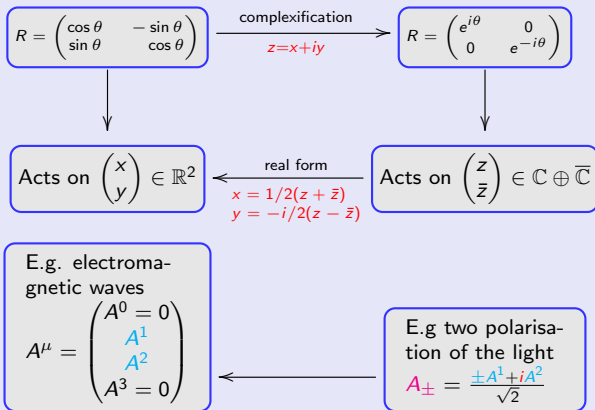 R = ( cos θ  − sin θ
sin θ  cos θ )
complexification
z=x+iy
R = ( e^{iθ}  0
0  e^{−iθ} )
Acts on ( x
y ) ∈ ℝ²
real form
x = 1/2(z + z̄)
y = −i/2(z − z̄)
Acts on ( z
z̄ ) ∈ ℂ ⊕ ℂ̅
E.g. electroma-
gnetic waves
A^μ = ( A⁰ = 0
A¹
A²
A³ = 0 )
E.g two polarisa-
tion of the light
A_± = (±A¹+iA²)/√2